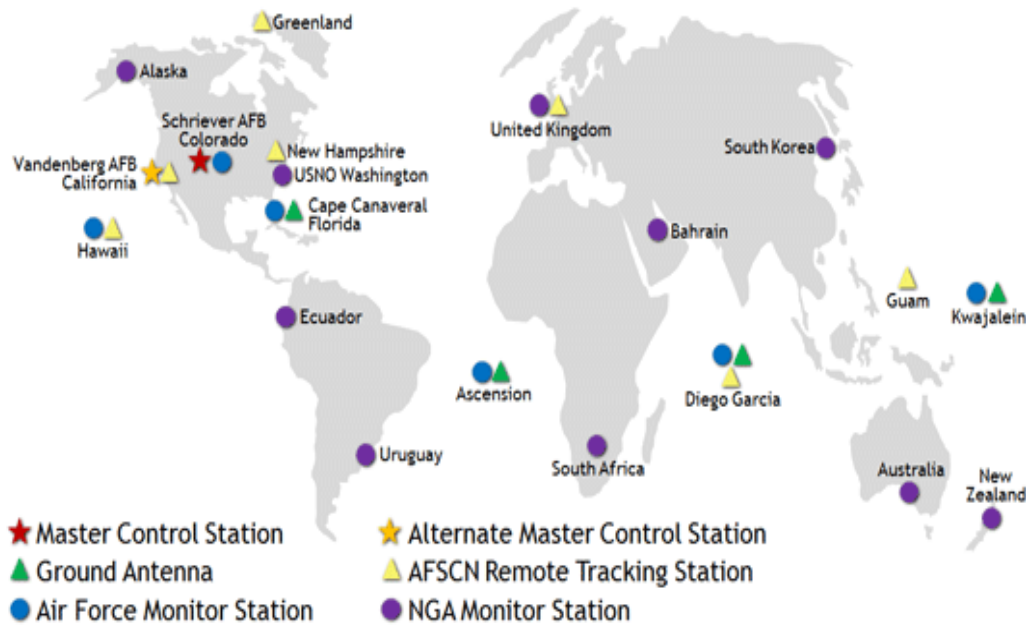 Greenland
Alaska
Schriever AFB
Colorado
Vandenberg AFB
California
New Hampshire
USNO Washington
Cape Canaveral
Florida
Hawaii
United Kingdom
South Korea
Bahrain
Guam
Kwajalein
Ecuador
Ascension
Diego Garcia
Uruguay
South Africa
Australia
New
Zealand
Master Control Station
Alternate Master Control Station
Ground Antenna
AFSCN Remote Tracking Station
Air Force Monitor Station
NGA Monitor Station